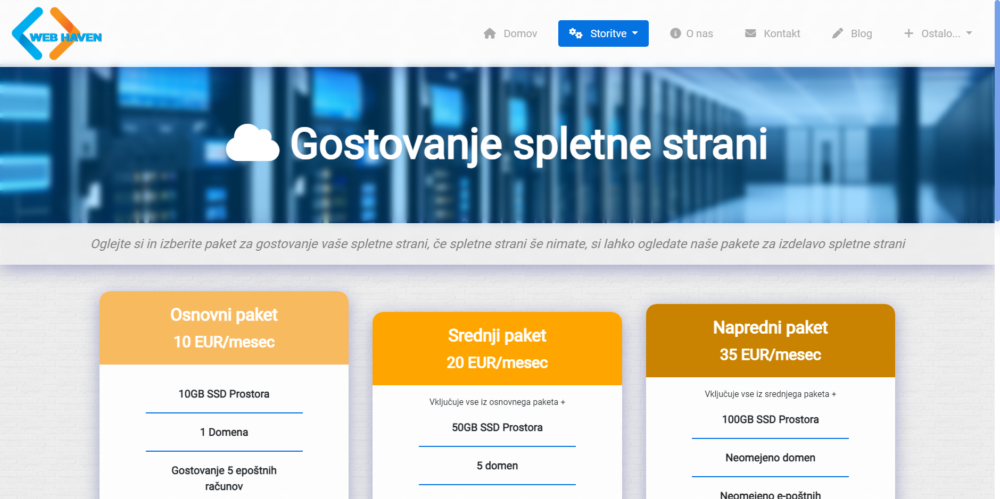 WEB HAVEN
Domov
Storitve
O nas
Kontakt
Blog
Ostalo...
Gostovanje spletne strani
Oglejte si in izberite paket za gostovanje vaše spletne strani, če spletne strani še nimate, si lahko ogledate naše pakete za izdelavo spletne strani
Osnovni paket
10 EUR/mesec
10GB SSD Prostora
1 Domena
Gostovanje 5 epoštnih
računov
Srednji paket
20 EUR/mesec
Vključuje vse iz osnovnega paketa +
50GB SSD Prostora
5 domen
Napredni paket
35 EUR/mesec
Vključuje vse iz srednjega paketa +
100GB SSD Prostora
Neomejeno domen
Neomejeno e-poštnih